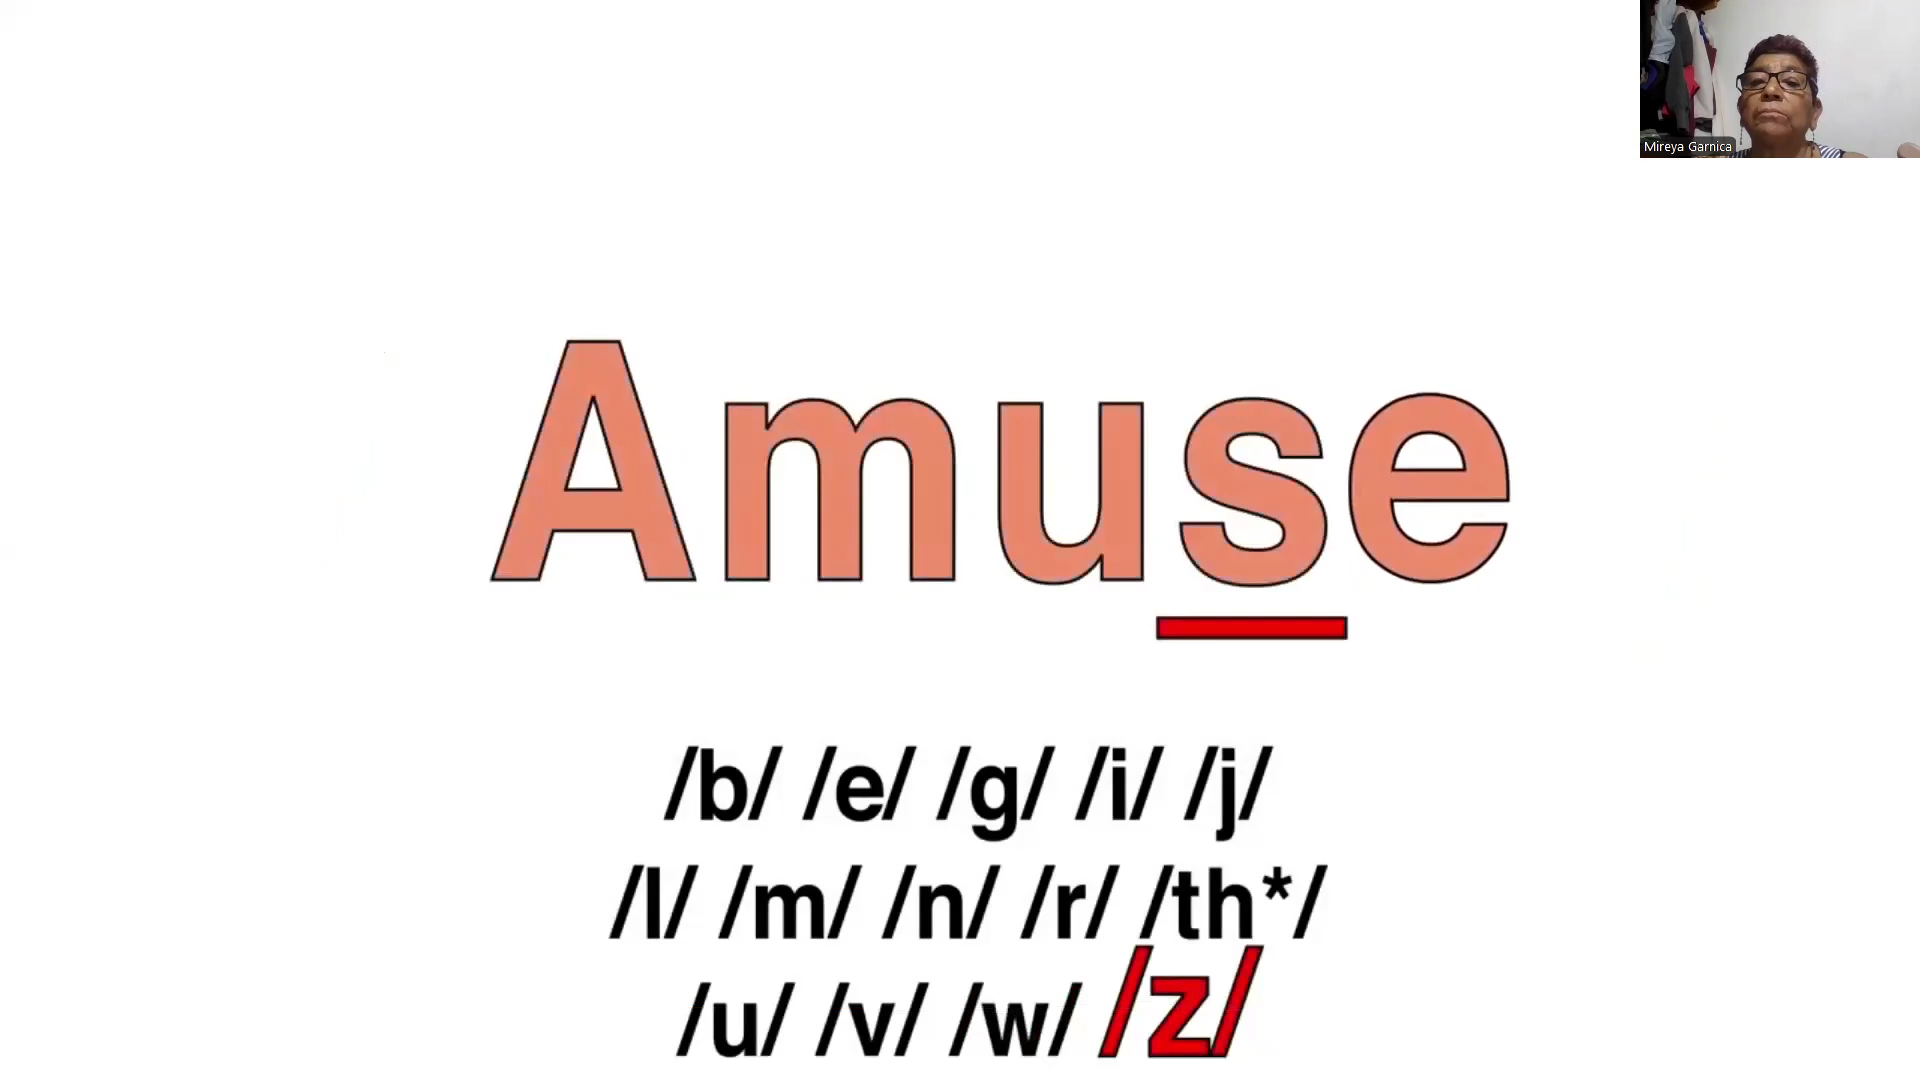 Mireya Garnica
Amuse
/b/ /e/ /g/ /i/ /j/
/l/ /m/ /n/ /r/ /th*/
/u/ /v/ /w/ /z/